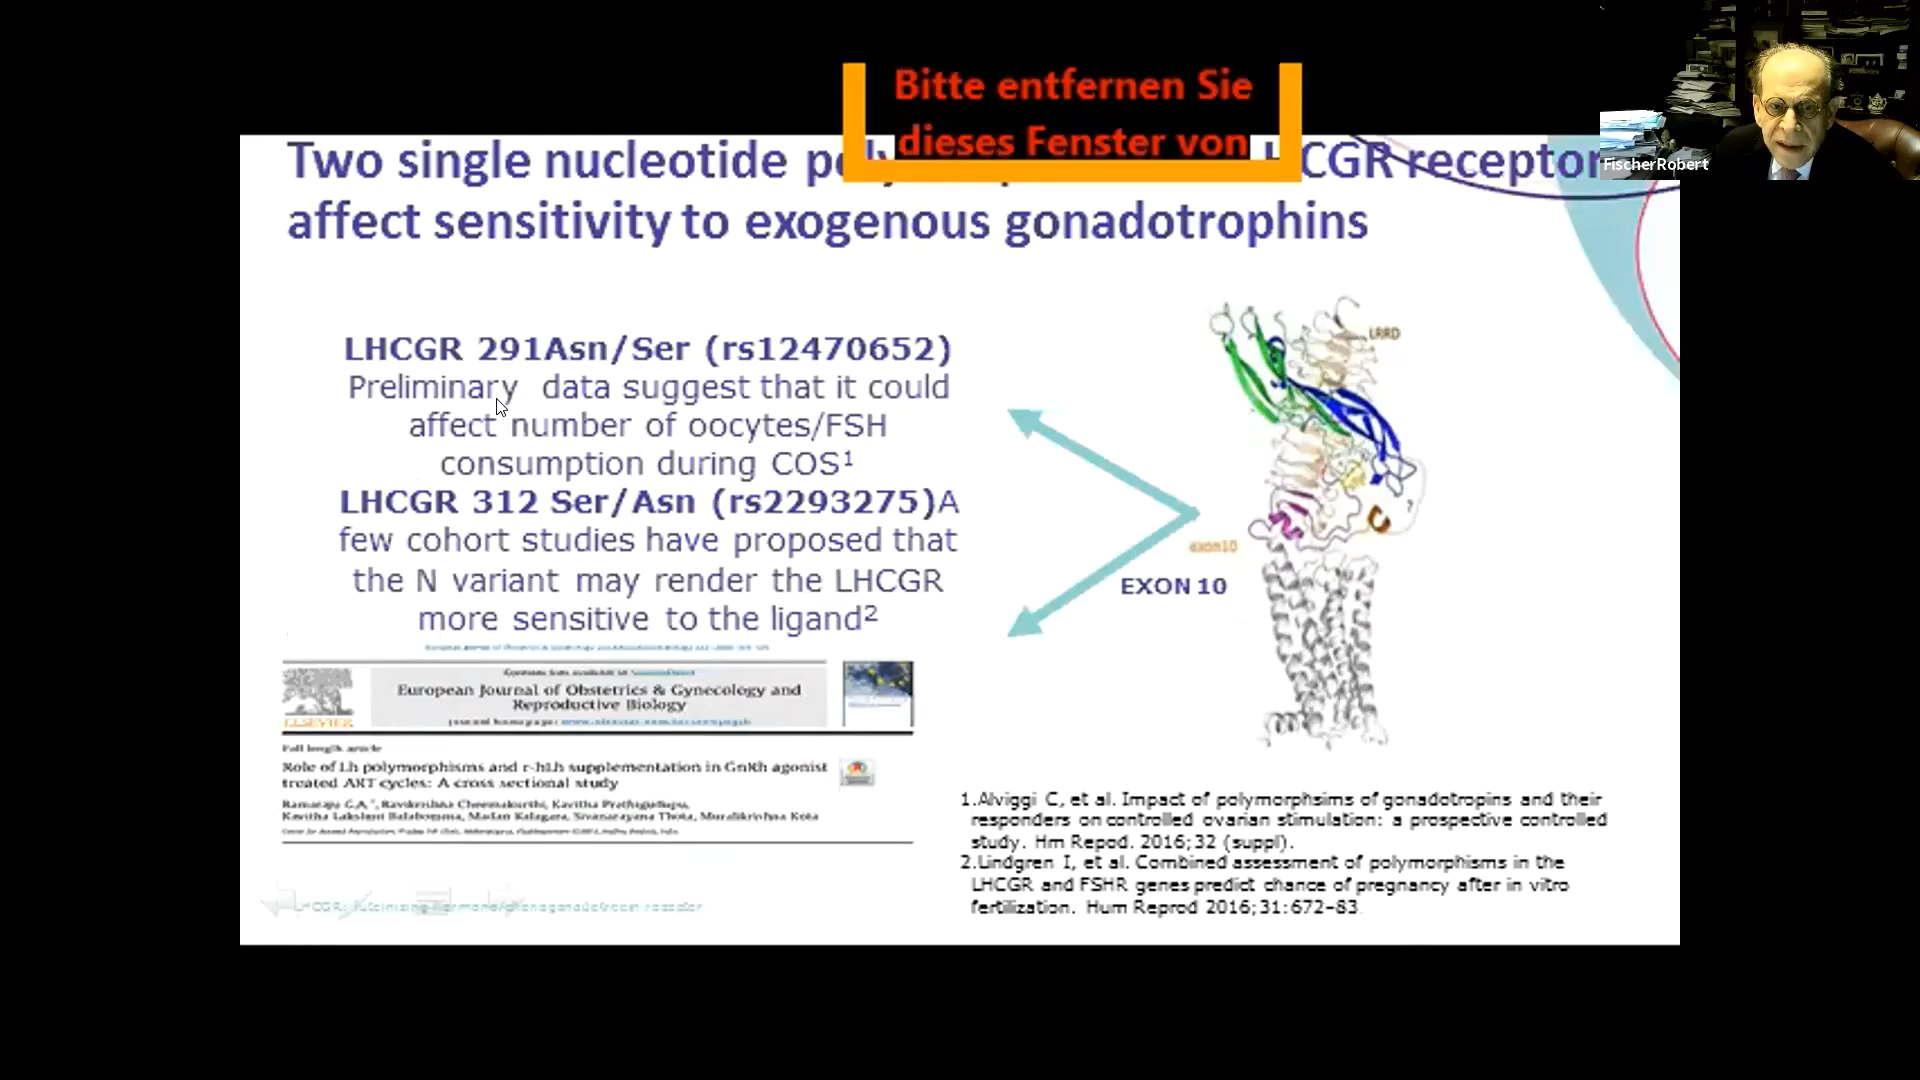 Bitte entfernen Sie
dieses Fenster von
FischerRobert
Two single nucleotide CGR receptor
affect sensitivity to exogenous gonadotrophins
LHCGR 291Asn/Ser (rs12470652)
Preliminary data suggest that it could
affect number of oocytes/FSH
consumption during COS1
LHCGR 312 Ser/Asn (rs2293275)A
few cohort studies have proposed that
the N variant may render the LHCGR
more sensitive to the ligand2
LRRD
exon10
EXON 10
Contents lists available at
European Journal of Obstetrics & Gynecology and
Reproductive Biology
journal homepage:
ELSEVIER
Full length article
Role of Lh polymorphisms and r-hLh supplementation in GnRh agonist
treated ART cycles: A cross sectional study
Ramaraju G.A.*, Ravikrishna Cheemakurthi, Kavitha Prathigudupu,
Kavitha Lakshmi Balabomma, Madan Kalagara, Sivanarayana Thota, Muralikrishna Kota
1.Alviggi C, et al. Impact of polymorphsims of gonadotropins and their
responders on controlled ovarian stimulation: a prospective controlled
study. Hm Repod. 2016;32 (suppl).
2.Lindgren I, et al. Combined assessment of polymorphisms in the
LHCGR and FSHR genes predict chance of pregnancy after in vitro
fertilization. Hum Reprod 2016;31:672–83.